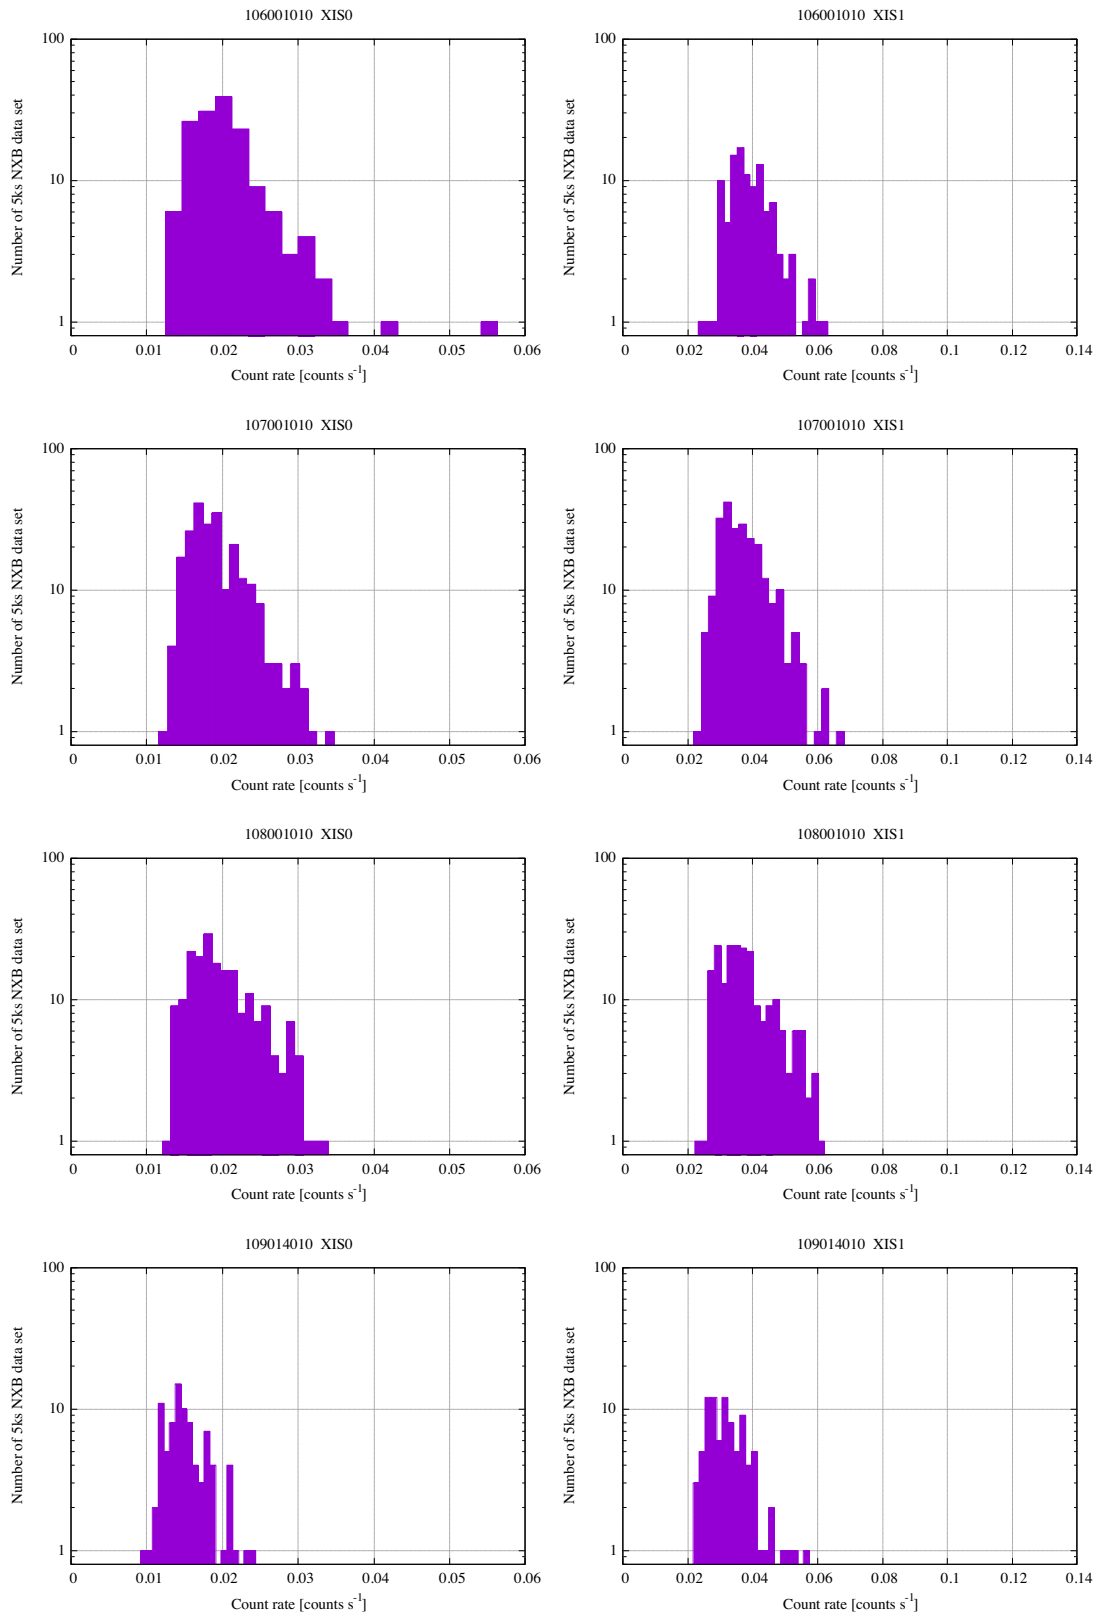 106001010 XIS0
Number of 5ks NXB data set
100
10
1
0 0.01 0.02 0.03 0.04 0.05 0.06
Count rate [counts s⁻¹]
106001010 XIS1
Number of 5ks NXB data set
100
10
1
0 0.02 0.04 0.06 0.08 0.1 0.12 0.14
Count rate [counts s⁻¹]
107001010 XIS0
Number of 5ks NXB data set
100
10
1
0 0.01 0.02 0.03 0.04 0.05 0.06
Count rate [counts s⁻¹]
107001010 XIS1
Number of 5ks NXB data set
100
10
1
0 0.02 0.04 0.06 0.08 0.1 0.12 0.14
Count rate [counts s⁻¹]
108001010 XIS0
Number of 5ks NXB data set
100
10
1
0 0.01 0.02 0.03 0.04 0.05 0.06
Count rate [counts s⁻¹]
108001010 XIS1
Number of 5ks NXB data set
100
10
1
0 0.02 0.04 0.06 0.08 0.1 0.12 0.14
Count rate [counts s⁻¹]
109014010 XIS0
Number of 5ks NXB data set
100
10
1
0 0.01 0.02 0.03 0.04 0.05 0.06
Count rate [counts s⁻¹]
109014010 XIS1
Number of 5ks NXB data set
100
10
1
0 0.02 0.04 0.06 0.08 0.1 0.12 0.14
Count rate [counts s⁻¹]